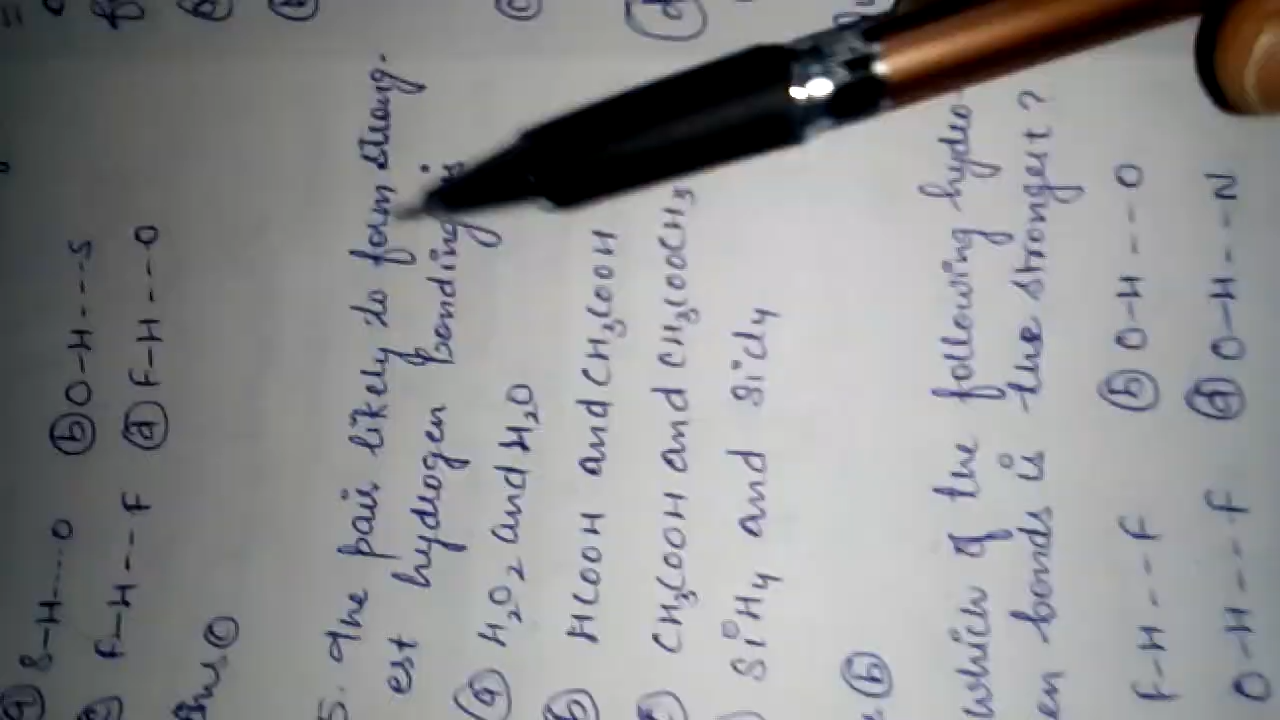 (a) S-H---O (b) O-H---S
(c) F-H---F (d) F-H---O
Ans (c)
5. The pair likely to form strong-
est hydrogen bonding is
(a) H2O2 and H2O
(b) HCOOH and CH3COOH
CH3COOH and CH3COOCH3
SiH4 and SiCl4
(b)
which of the following hydro-
en bonds is the strongest?
F-H---F (b) O-H---O
O-H---F (d) O-H---N